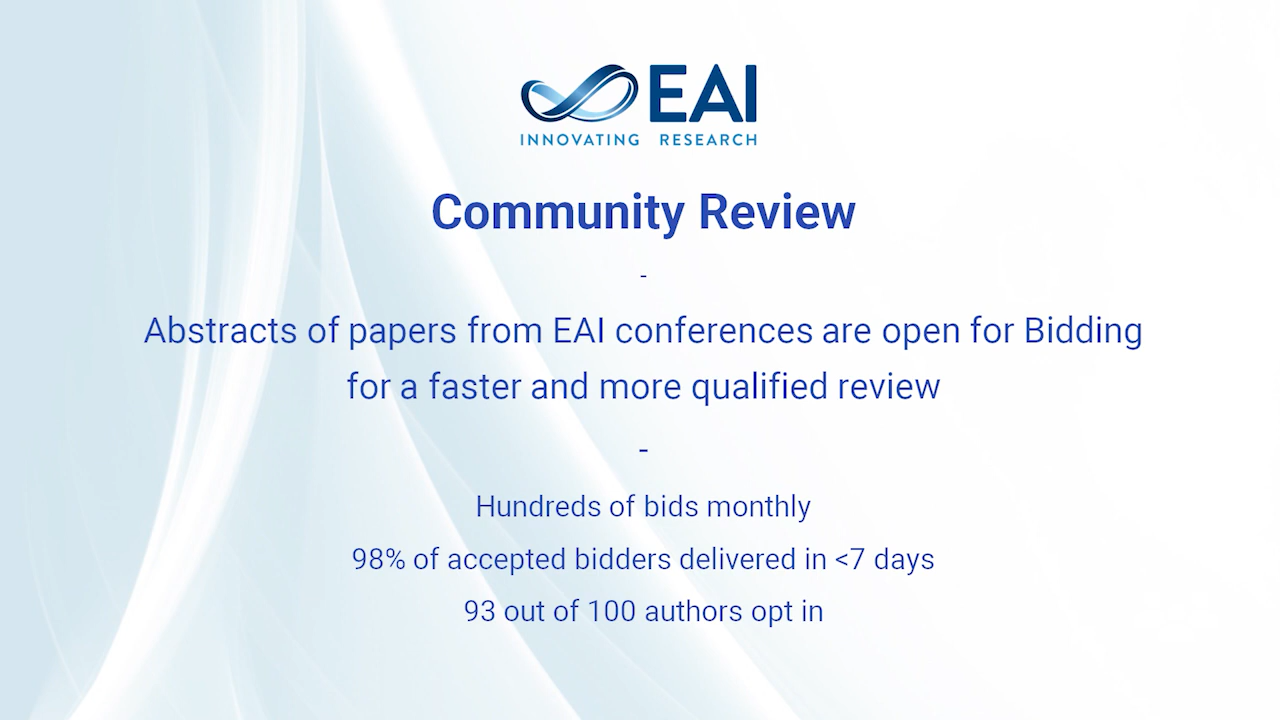 EAI
INNOVATING RESEARCH
Community Review
-
Abstracts of papers from EAI conferences are open for Bidding
for a faster and more qualified review
-
Hundreds of bids monthly
98% of accepted bidders delivered in <7 days
93 out of 100 authors opt in